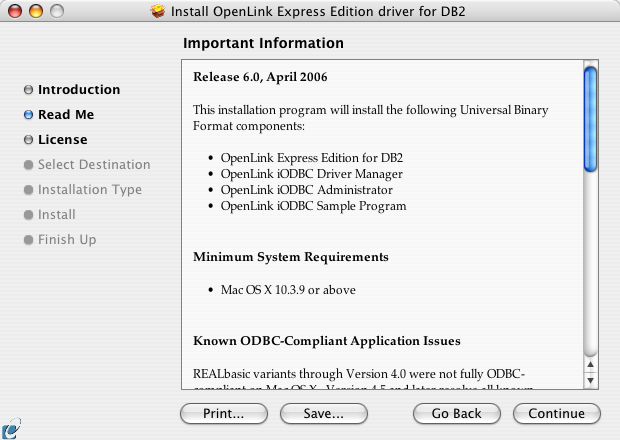 Install OpenLink Express Edition driver for DB2
Important Information
Introduction
Read Me
License
Select Destination
Installation Type
Install
Finish Up
Release 6.0, April 2006
This installation program will install the following Universal Binary
Format components:
• OpenLink Express Edition for DB2
• OpenLink iODBC Driver Manager
• OpenLink iODBC Administrator
• OpenLink iODBC Sample Program
Minimum System Requirements
• Mac OS X 10.3.9 or above
Known ODBC-Compliant Application Issues
REALbasic variants through Version 4.0 were not fully ODBC-
compliant on Mac OS X. Version 4.5 and later resolve all known
Print...
Save...
Go Back
Continue